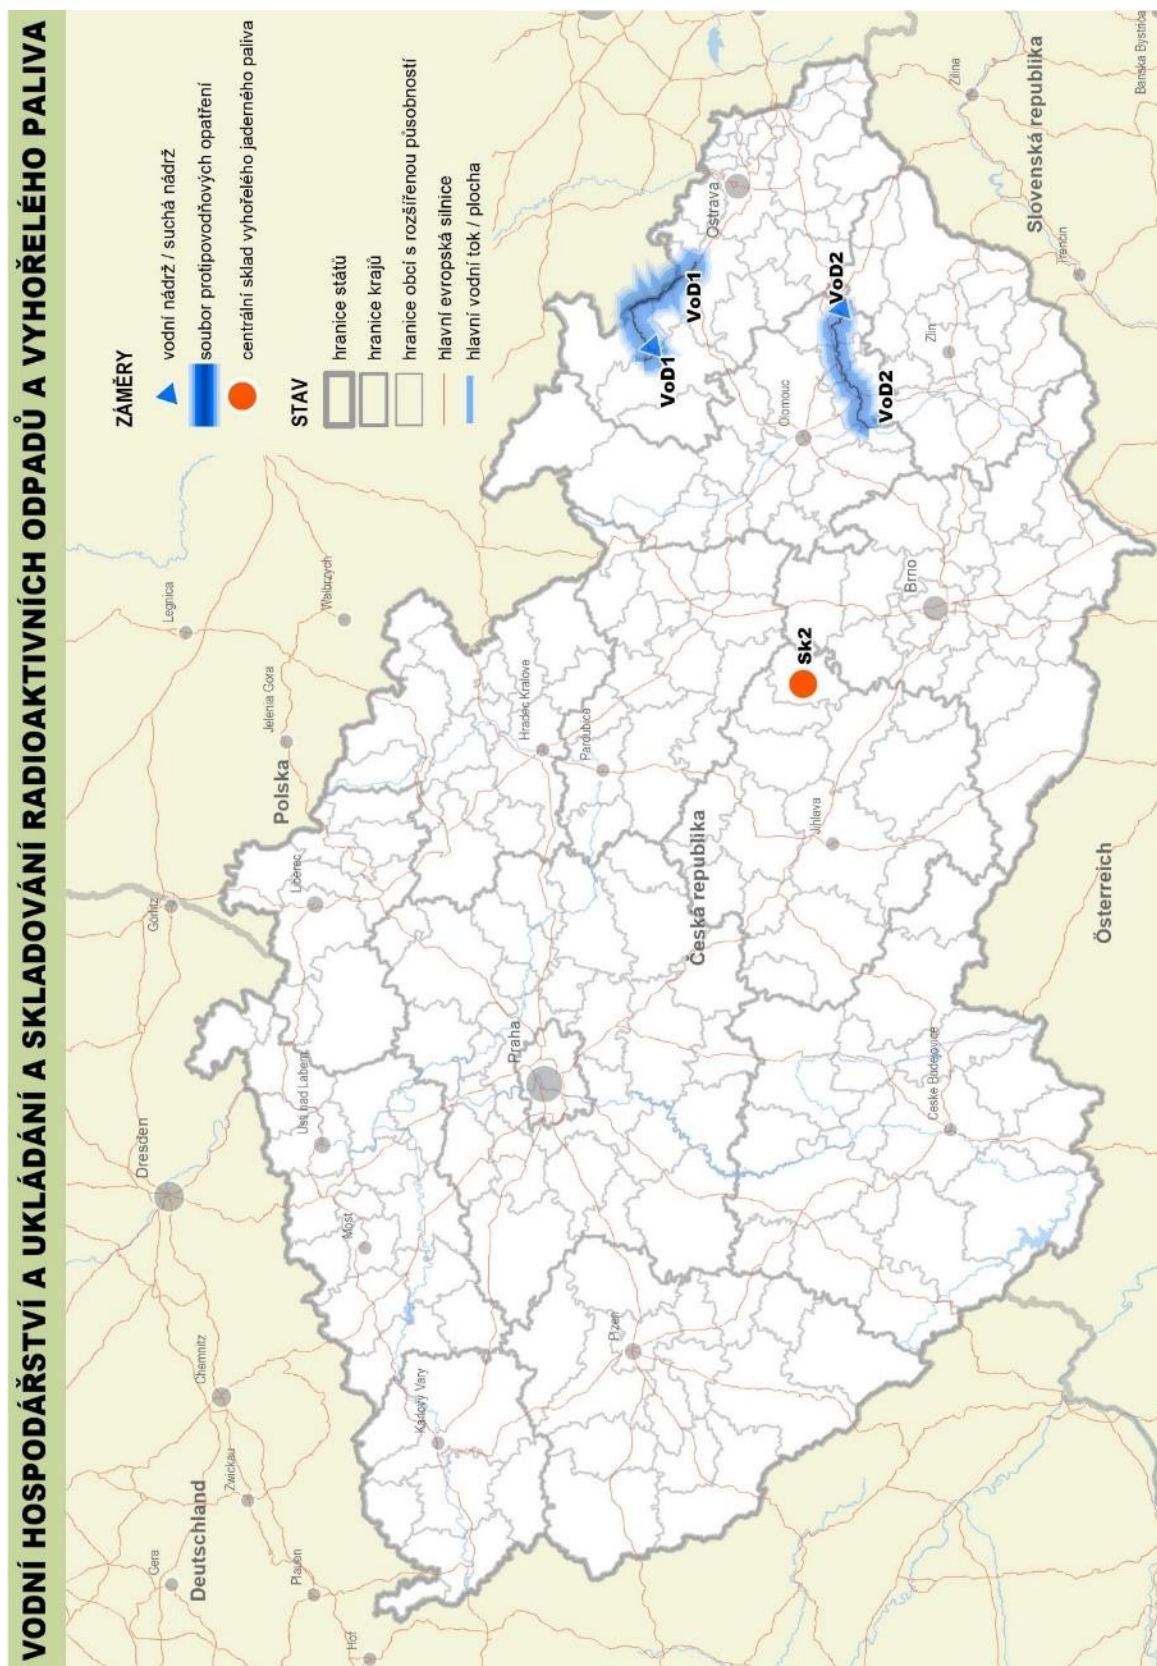 VODNÍ HOSPODÁŘSTVÍ A UKLÁDÁNÍ A SKLADOVÁNÍ RADIOAKTIVNÍCH ODPADŮ A VYHOŘELÉHO PALIVA
ZÁMĚRY
vodní nádrž / suchá nádrž
soubor protipovodňových opatření
centrální sklad vyhořelého jaderného paliva
STAV
hranice států
hranice krajů
hranice obcí s rozšířenou působností
hlavní evropská silnice
hlavní vodní tok / plocha
Gera
Deutschland
Zwickau
Plauen
Hof
Chemnitz
Dresden
Görlitz
Polska
Jelenia Gora
Legnica
Walbrzych
Karlovy Vary
Most
Ústí nad Labem
Liberec
Plzeň
Praha
Hradec Kralove
Pardubice
Česká republika
Jihlava
České Budějovice
Österreich
Sk2
Brno
Olomouc
VoD1
VoD1
VoD2
VoD2
Ostrava
Zlín
Trenčín
Slovenská republika
Žilina
Banská Bystrica